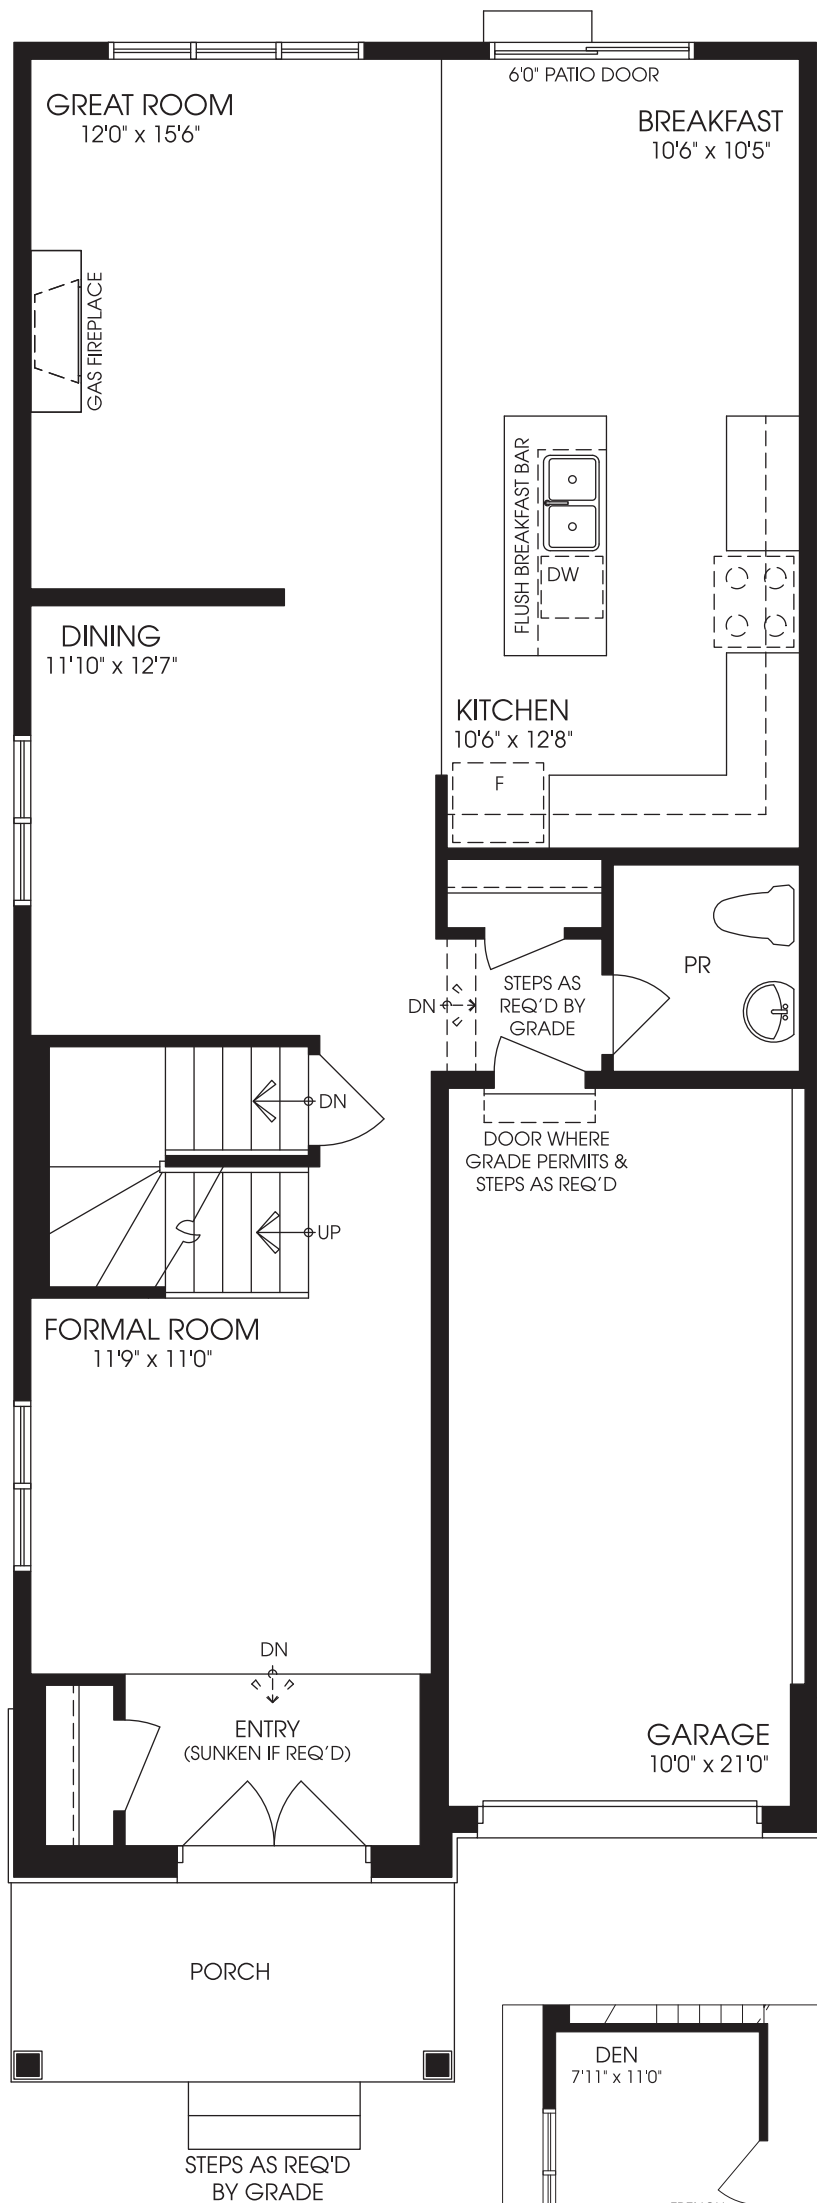 6'0" PATIO DOOR
GREAT ROOM
12'0" x 15'6"
BREAKFAST
10'6" x 10'5"
GAS FIREPLACE
FLUSH BREAKFAST BAR
DW
DINING
11'10" x 12'7"
KITCHEN
10'6" x 12'8"
F
PR
STEPS AS
REQ'D BY
GRADE
DN
DN
DOOR WHERE
GRADE PERMITS &
STEPS AS REQ'D
UP
FORMAL ROOM
11'9" x 11'0"
DN
ENTRY
(SUNKEN IF REQ'D)
GARAGE
10'0" x 21'0"
PORCH
DEN
7'11" x 11'0"
STEPS AS REQ'D
BY GRADE